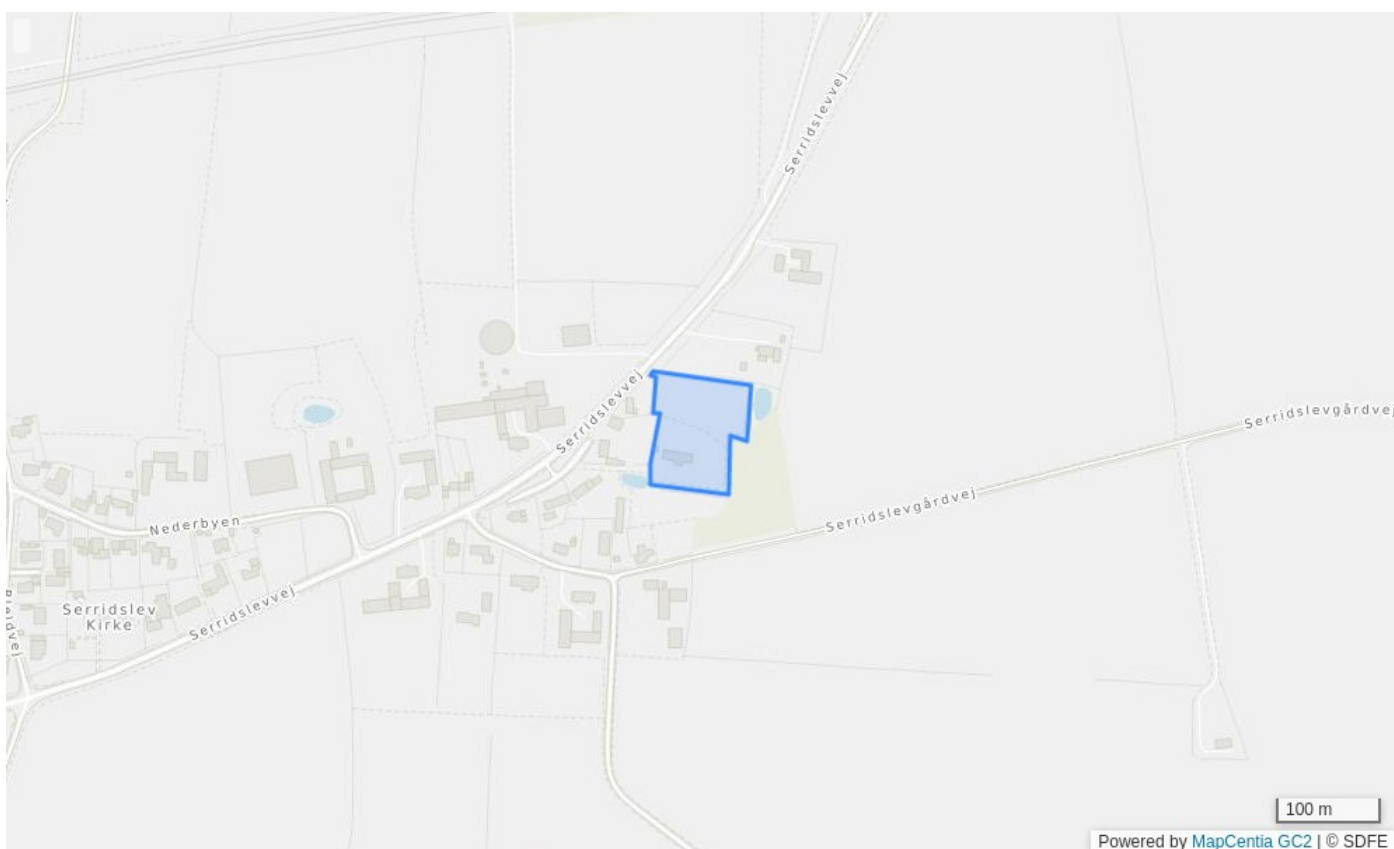 Serridslevvej
Serridslevvej
Serridslevgårdvej
Serridslevgårdvej
Nederbyen
Serridslev
Kirke
Serridslevvej
100 m
Powered by MapCentia GC2 | © SDFE